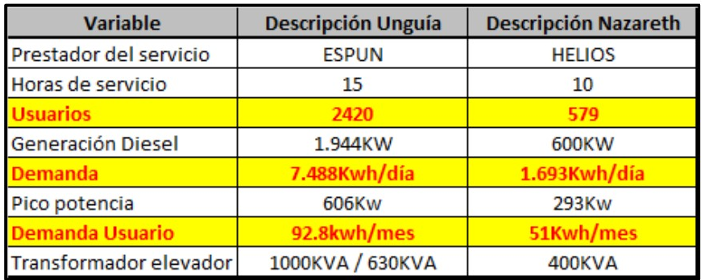 Variable Descripción Unguía Descripción Nazareth
Prestador del servicio ESPUN HELIOS
Horas de servicio 15 10
Usuarios 2420 579
Generación Diesel 1.944KW 600KW
Demanda 7.488Kwh/día 1.693Kwh/día
Pico potencia 606Kw 293Kw
Demanda Usuario 92.8kwh/mes 51Kwh/mes
Transformador elevador 1000KVA / 630KVA 400KVA